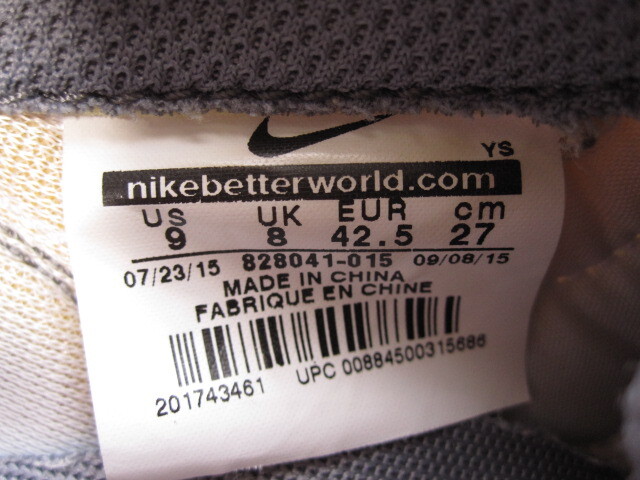 YS
nikebetterworld.com
US UK EUR cm
9 8 42.5 27
07/23/15 828041-015 09/08/15
MADE IN CHINA
FABRIQUE EN CHINE
201743461 UPC 00884500315686